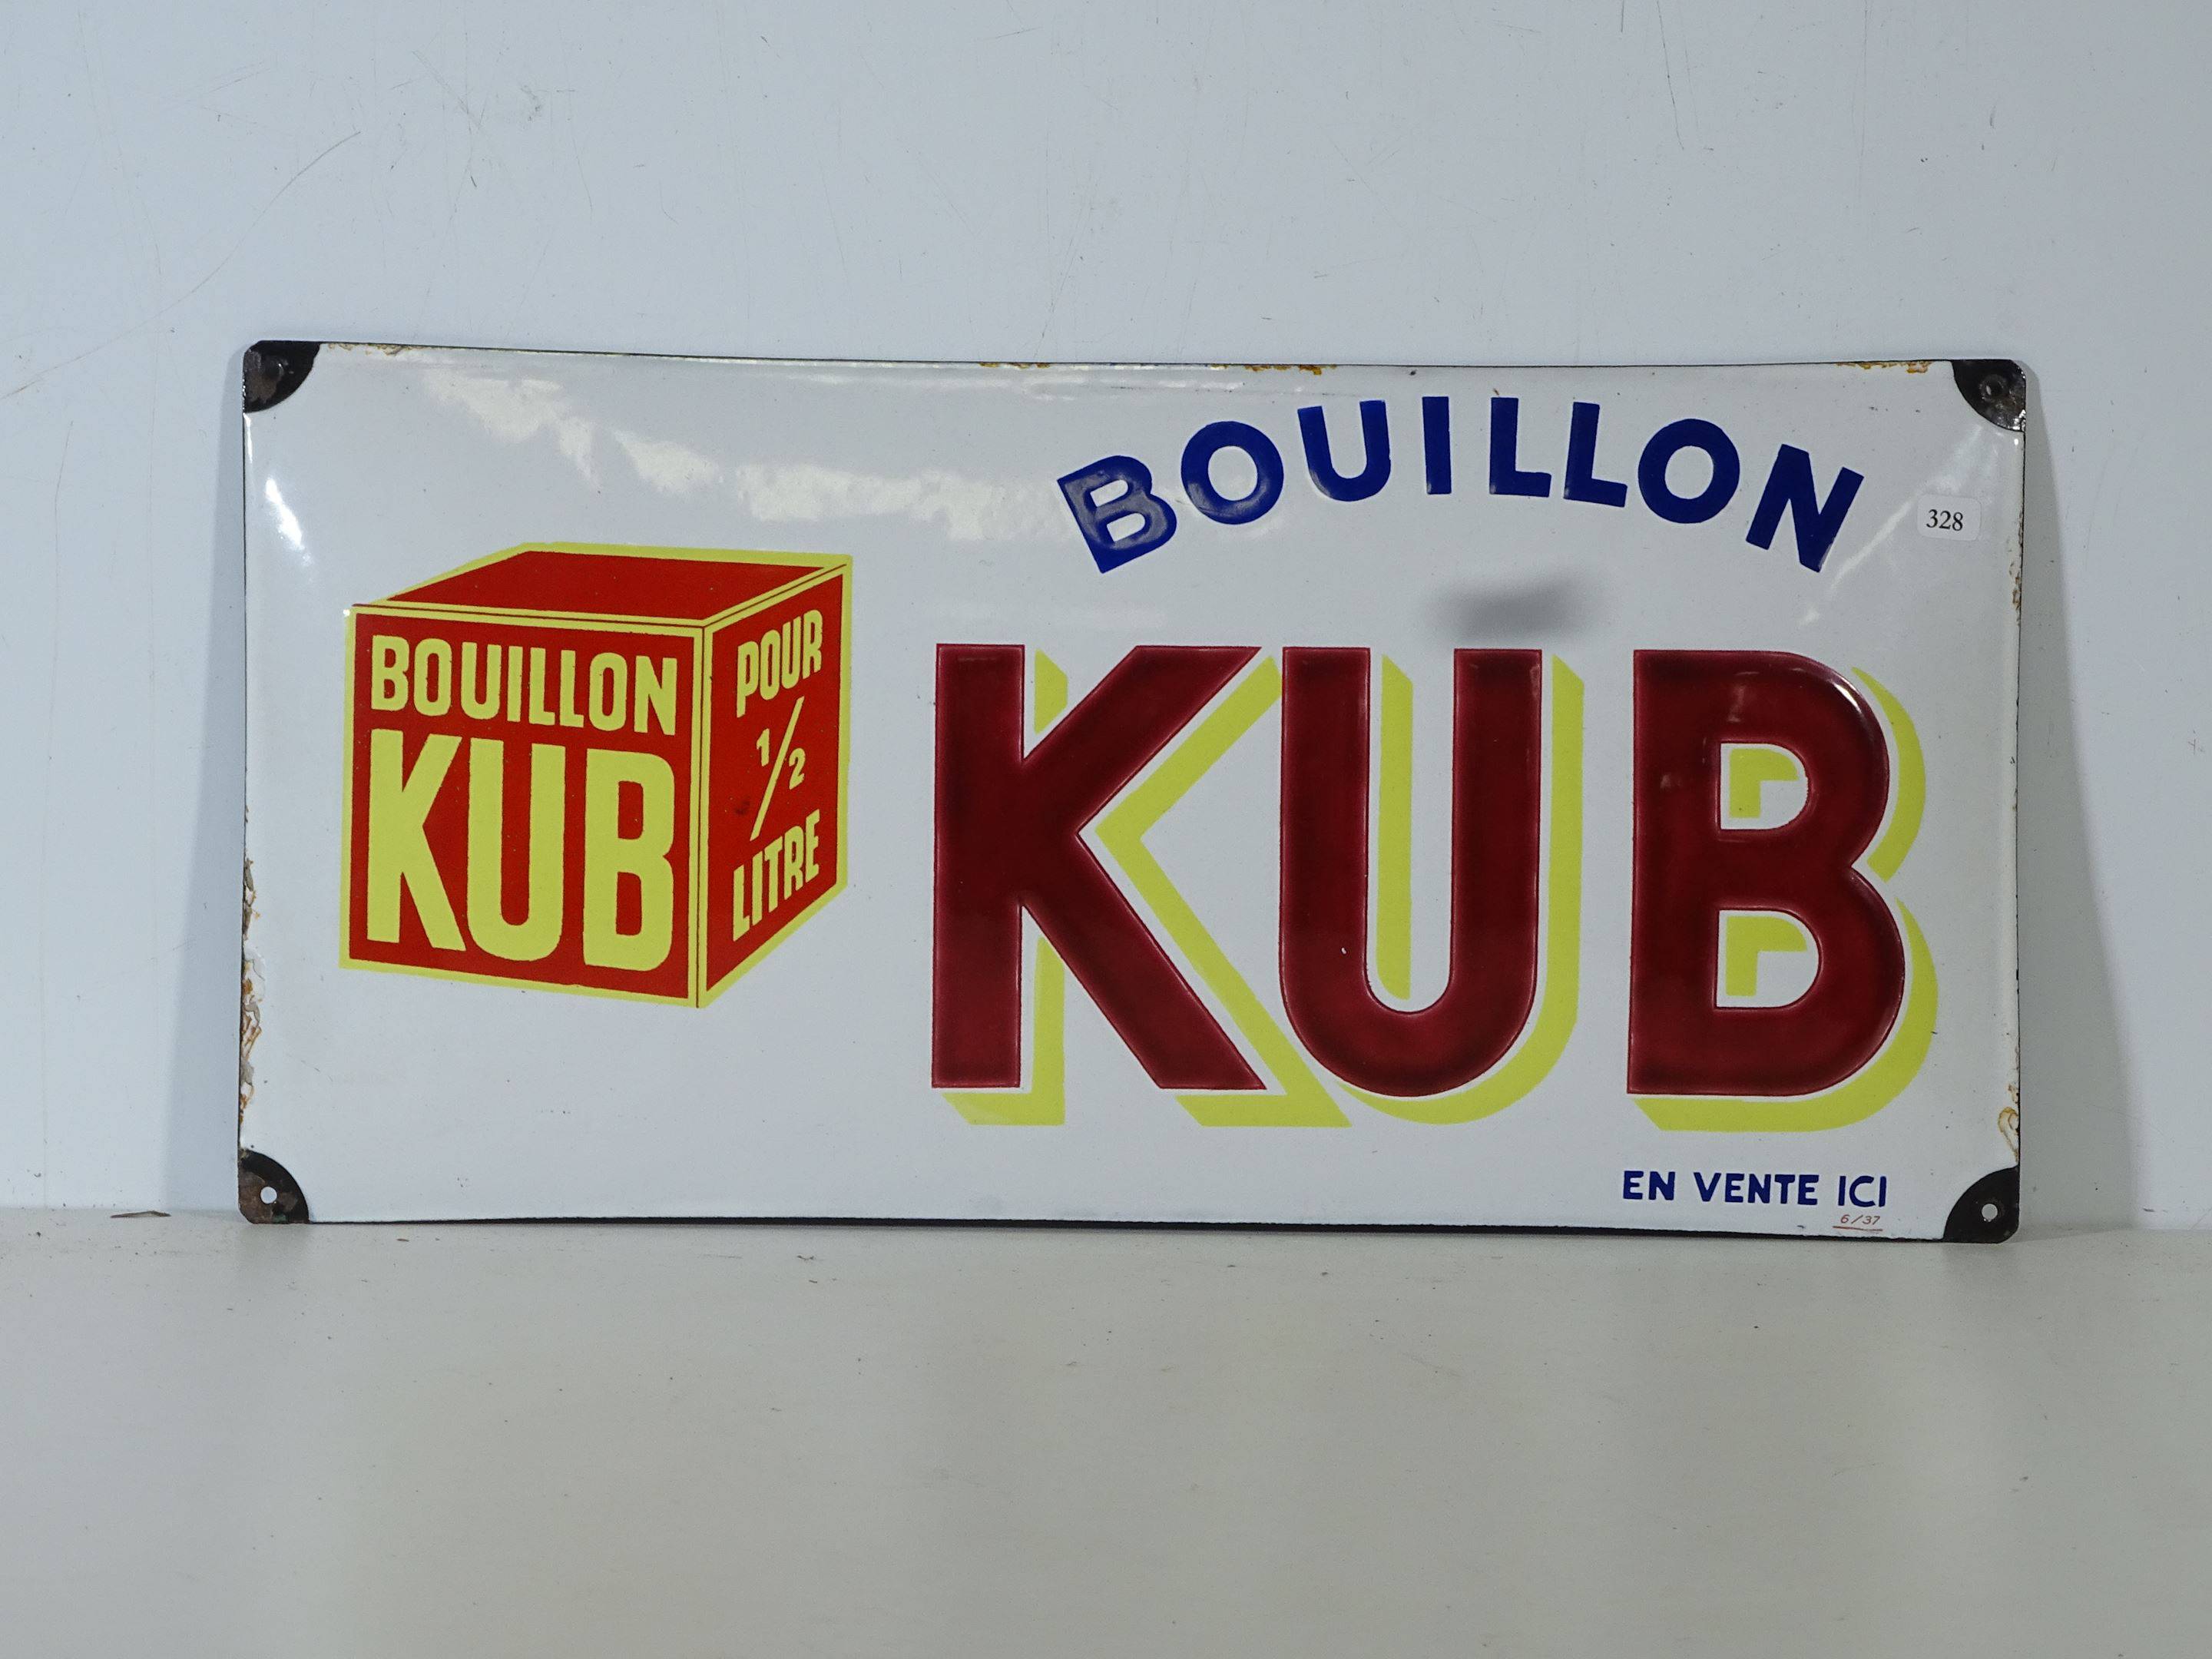 BOUILLON
KUB
POUR
1/2
LITRE
BOUILLON
328
KUB
EN VENTE ICI
6/37